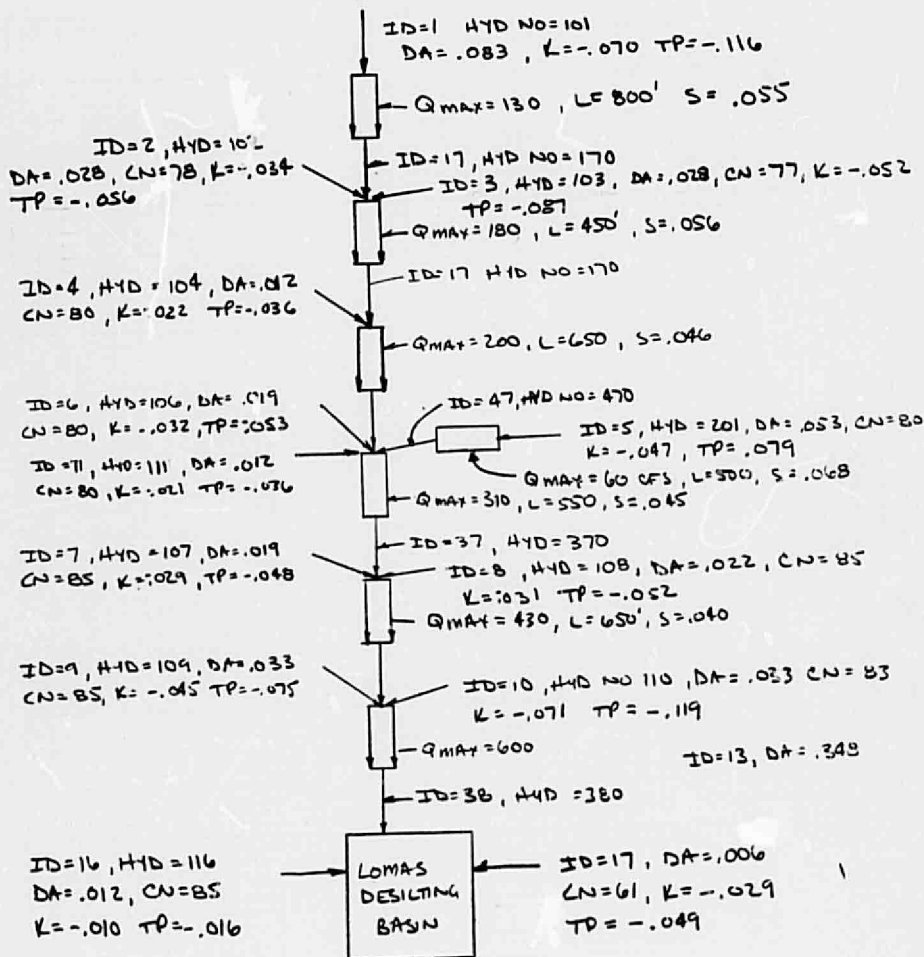 ID=1 HYD NO=101
DA= .083 , K=-.070 TP=-.116
QMAX=130 , L=800' S= .055
ID=2, HYD=102
DA=.028, CN=78, K=-.034
TP=-.056
ID=17, HYD NO=170
ID=3, HYD=103, DA=.028, CN=77, K=-.052
TP=-.087
QMAX=180, L=450', S=.056
ID=17 HYD NO=170
ID=4, HYD=104, DA=.012
CN=80, K=-.022 TP=-.036
QMAX=200, L=650, S=.046
ID=6, HYD=106, DA=.019
CN=80, K=-.032, TP=-.053
ID=47, HYD NO=470
ID=5, HYD=201, DA=.053, CN=80
K=-.047, TP=.079
ID=11, HYD=111, DA=.012
CN=80, K=-.021 TP=-.036
QMAX=60 CFS, L=500, S=.068
QMAX=310, L=550, S=.045
ID=37, HYD=370
ID=7, HYD=107, DA=.019
CN=85, K=-.029, TP=-.048
ID=8, HYD=108, DA=.022, CN=85
K=-.031 TP=-.052
QMAX=430, L=650', S=.040
ID=9, HYD=109, DA=.033
CN=85, K=-.045 TP=-.075
ID=10, HYD NO 110, DA=.033 CN=83
K=-.071 TP=-.119
QMAX=600
ID=13, DA=.348
ID=38, HYD=380
ID=16, HYD=116
DA=.012, CN=85
K=-.010 TP=-.016
LOMAS
DESILTING
BASIN
ID=17, DA=.006
CN=61, K=-.029
TP=-.049